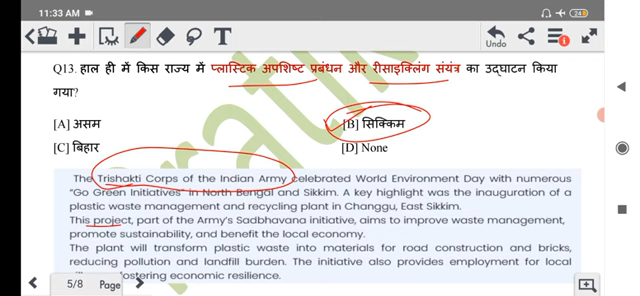 11:33 AM
24
Undo
Q13. हाल ही में किस राज्य में प्लास्टिक अपशिष्ट प्रबंधन और रीसाइक्लिंग संयंत्र का उद्घाटन किया
गया?
[A] असम
[B] सिक्किम
[C] बिहार
[D] None
The Trishakti Corps of the Indian Army celebrated World Environment Day with numerous
"Go Green Initiatives" in North Bengal and Sikkim. A key highlight was the inauguration of a
plastic waste management and recycling plant in Changgu, East Sikkim.
This project, part of the Army's Sadbhavana initiative, aims to improve waste management,
promote sustainability, and benefit the local economy.
The plant will transform plastic waste into materials for road construction and bricks,
reducing pollution and landfill burden. The initiative also provides employment for local
fostering economic resilience.
5/8 Page